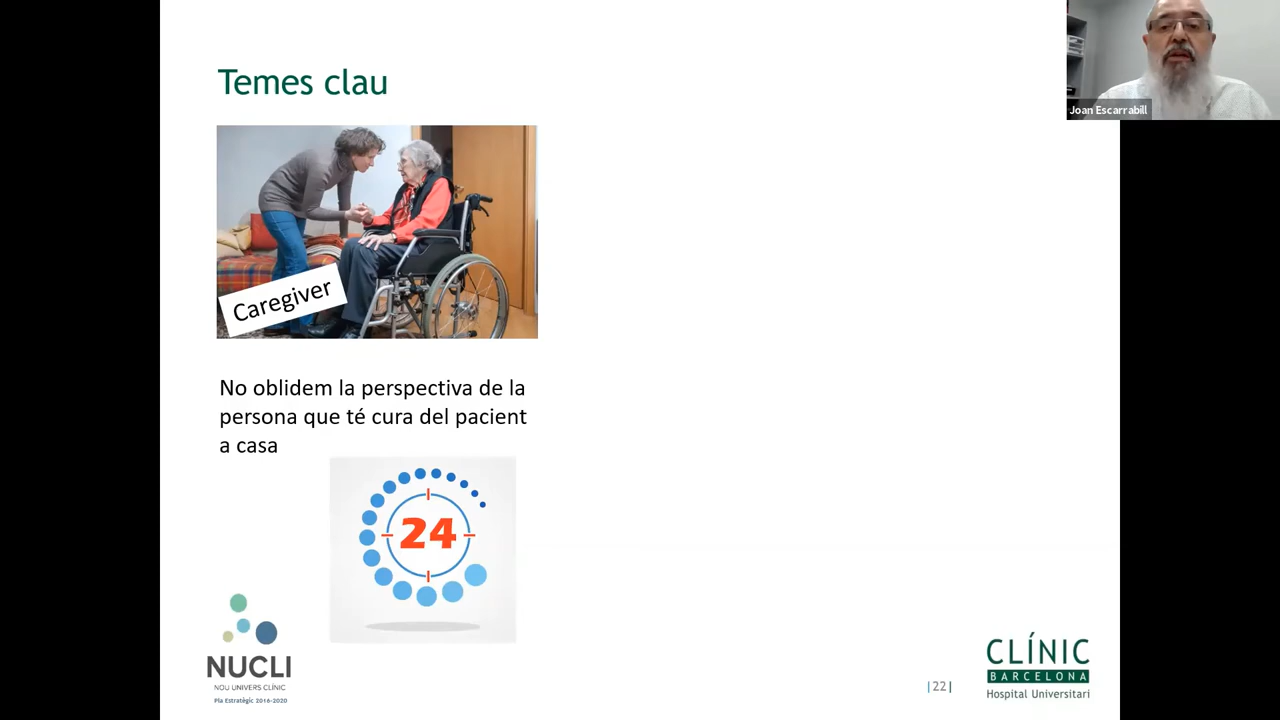 Temes clau
Joan Escarrabill
Caregiver
No oblidem la perspectiva de la
persona que té cura del pacient
a casa
24
NUCLI
NOU UNIVERS CLÍNIC
Pla Estratègic 2016-2020
|22|
CLÍNIC
BARCELONA
Hospital Universitari